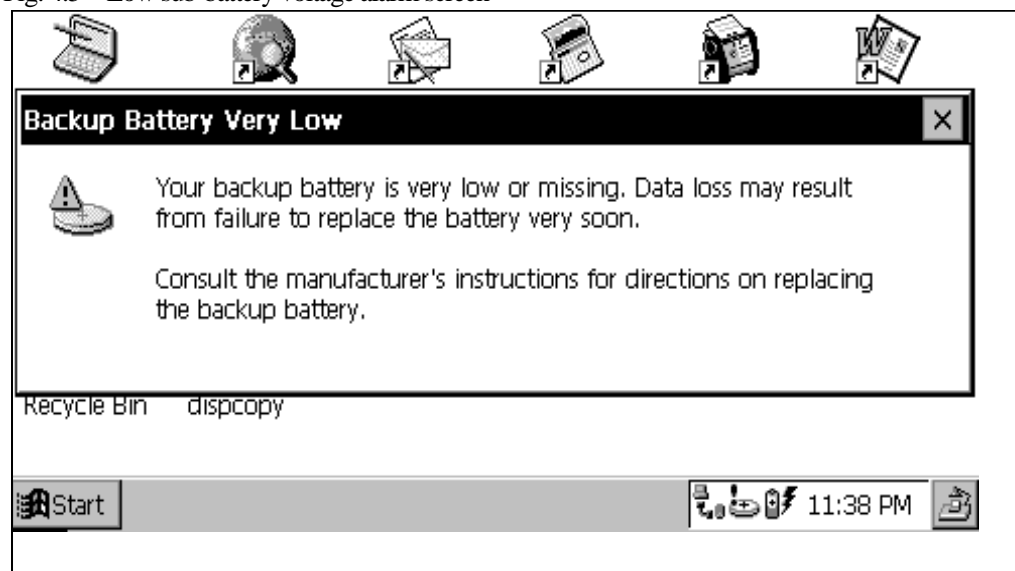 Backup Battery Very Low
Your backup battery is very low or missing. Data loss may result
from failure to replace the battery very soon.
Consult the manufacturer's instructions for directions on replacing
the backup battery.
Recycle Bin dispcopy
Start 11:38 PM